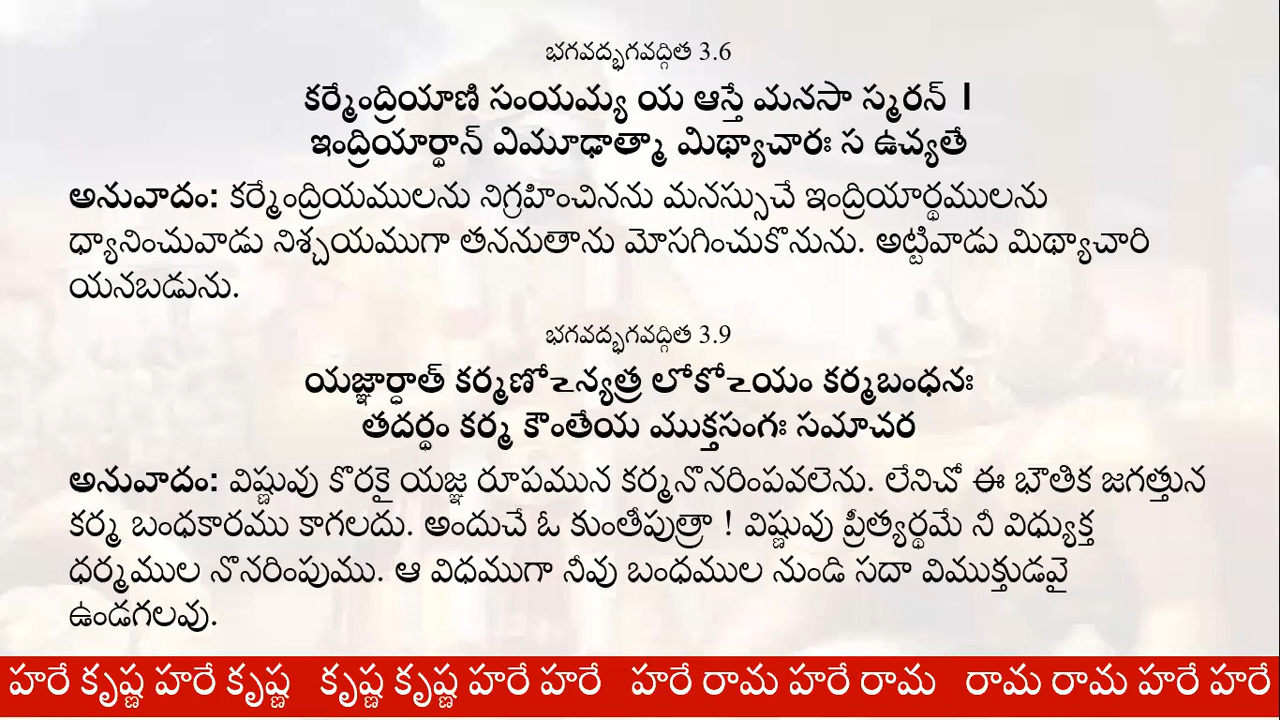 భగవద్భగవద్గిత 3.6
కర్మేంద్రియాణి సంయమ్య య ఆస్తే మనసా స్మరన్ ।
ఇంద్రియార్థాన్ విమూఢాత్మా మిథ్యాచారః స ఉచ్యతే
అనువాదం: కర్మేంద్రియములను నిగ్రహించినను మనస్సుచే ఇంద్రియార్థములను
ధ్యానించువాడు నిశ్చయముగా తననుతాను మోసగించుకొనును. అట్టివాడు మిథ్యాచారి
యనబడును.
భగవద్భగవద్గిత 3.9
యజ్ఞార్ధాత్ కర్మణోఽన్యత్ర లోకోఽయం కర్మబంధనః
తదర్థం కర్మ కౌంతేయ ముక్తసంగః సమాచర
అనువాదం: విష్ణువు కొరకై యజ్ఞ రూపమున కర్మనొనరింపవలెను. లేనిచో ఈ భౌతిక జగత్తున
కర్మ బంధకారము కాగలదు. అందుచే ఓ కుంతీపుత్రా ! విష్ణువు ప్రీత్యర్థమే నీ విధ్యుక్త
ధర్మముల నొనరింపుము. ఆ విధముగా నీవు బంధముల నుండి సదా విముక్తుడవై
ఉండగలవు.
హరే కృష్ణ హరే కృష్ణ కృష్ణ కృష్ణ హరే హరే హరే రామ హరే రామ రామ రామ హరే హరే